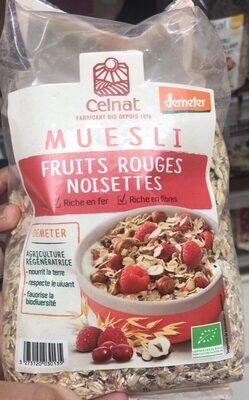 Celnat
FABRICANT BIO DEPUIS 1979
demeter
MUESLI
FRUITS ROUGES
NOISETTES
Riche en fer Riche en fibres
DEMETER
AGRICULTURE
RÉGÉNÉRATRICE
- nourrit la terre
- respecte le vivant
- favorise la
biodiversité